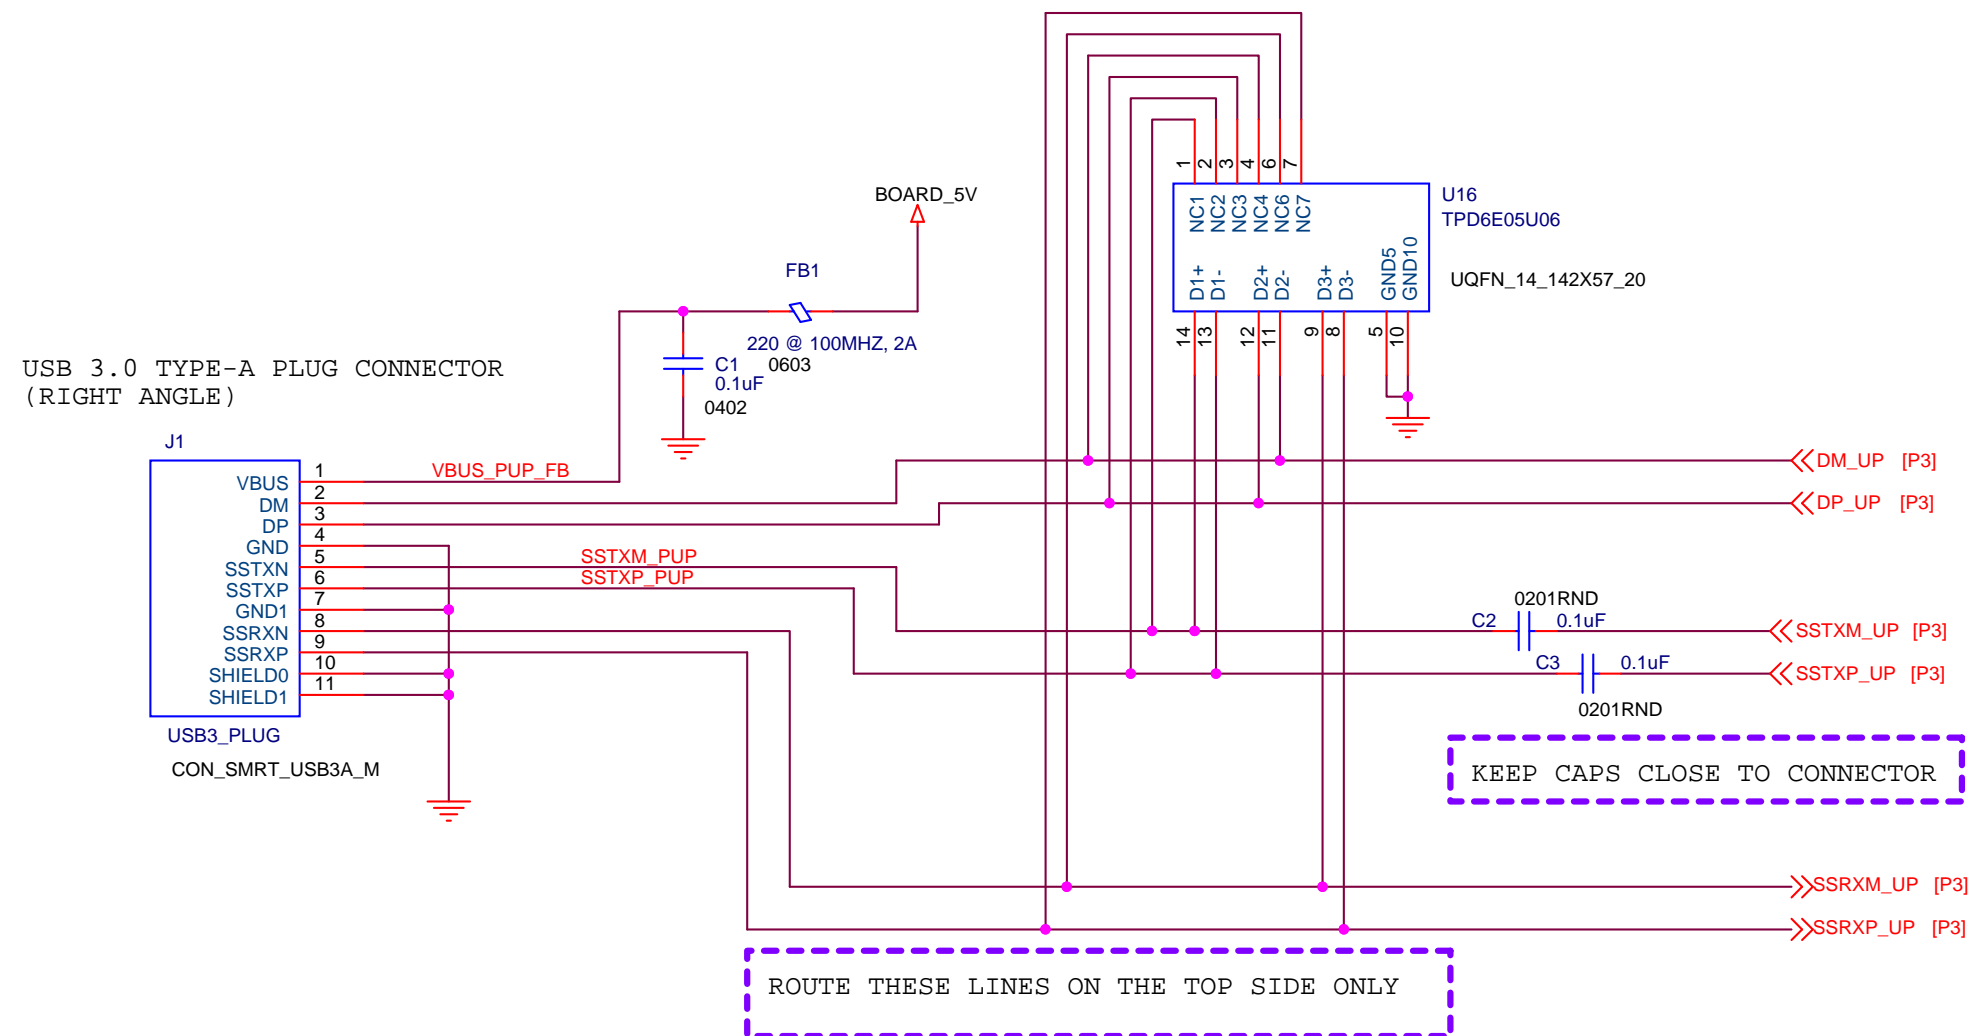 BOARD_5V
FB1
220 @ 100MHZ, 2A
0603
C1
0.1uF
0402
USB 3.0 TYPE-A PLUG CONNECTOR
(RIGHT ANGLE)
J1
VBUS 1
DM 2
DP 3
GND 4
SSTXN 5
SSTXP 6
GND1 7
SSRXN 8
SSRXP 9
SHIELD0 10
SHIELD1 11
USB3_PLUG
CON_SMRT_USB3A_M
VBUS_PUP_FB
SSTXM_PUP
SSTXP_PUP
1 2 3 4 6 7
NC1 NC2 NC3 NC4 NC6 NC7
D1+ D1- D2+ D2- D3+ D3- GND5 GND10
14 13 12 11 9 8 5 10
U16
TPD6E05U06
UQFN_14_142X57_20
DM_UP [P3]
DP_UP [P3]
0201RND
C2 0.1uF
SSTXM_UP [P3]
C3 0.1uF
SSTXP_UP [P3]
0201RND
KEEP CAPS CLOSE TO CONNECTOR
SSRXM_UP [P3]
SSRXP_UP [P3]
ROUTE THESE LINES ON THE TOP SIDE ONLY